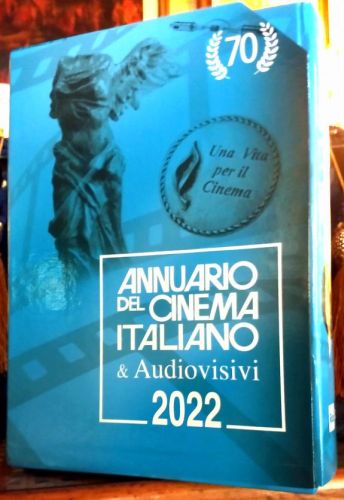 70
Una Vita
per il
Cinema
ANNUARIO
DEL CINEMA
ITALIANO
& Audiovisivi
2022